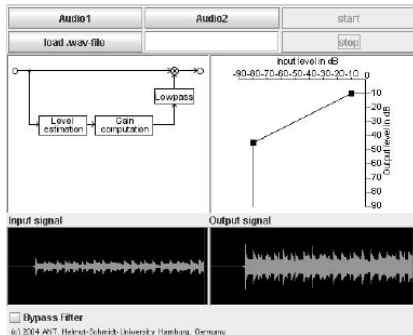 Audio1 Audio2 start
load .wav-file stop
Input level in dB
-90-80-70-60-50-40-30-20-10 0
Lowpass
Level estimation
Gain computation
-10
-20
-30
-40
-50
-60
-70
-80
-90
Output level in dB
Input signal Output signal
Bypass Filter
(c) 2004 ANT, Helmut-Schmidt-University Hamburg, Germany